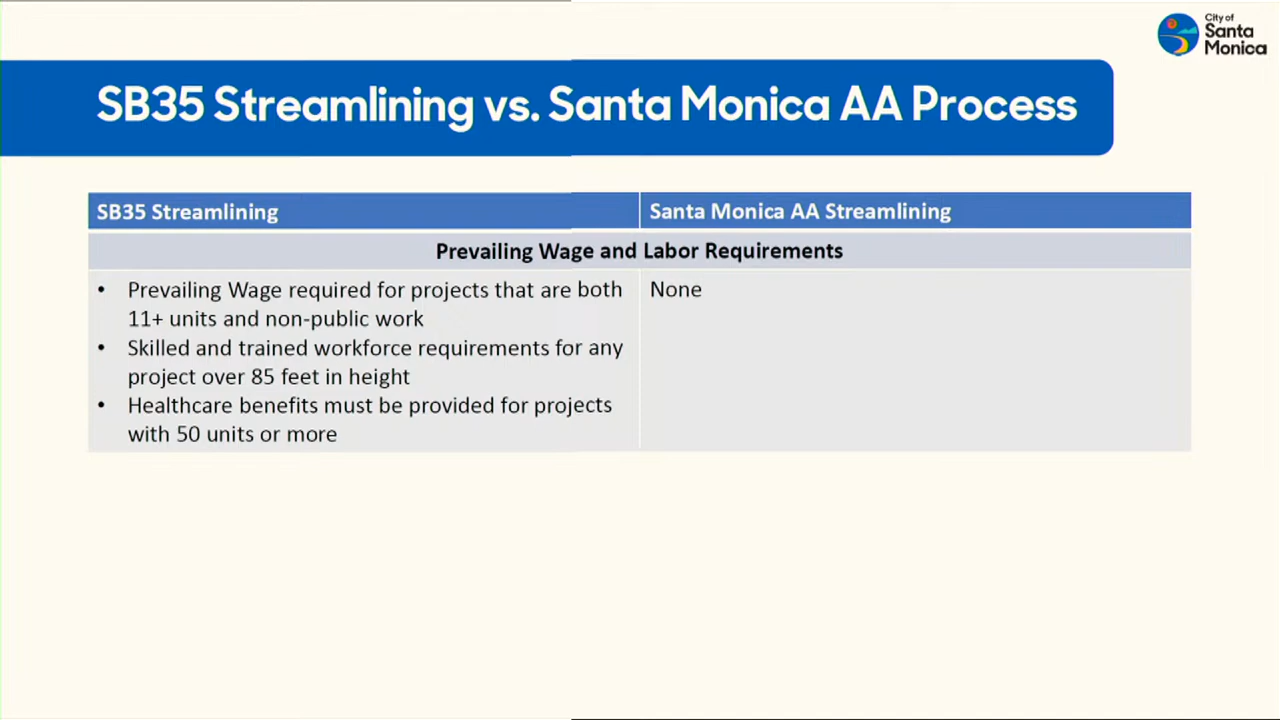 City of
Santa
Monica
SB35 Streamlining vs. Santa Monica AA Process
SB35 Streamlining
Santa Monica AA Streamlining
Prevailing Wage and Labor Requirements
• Prevailing Wage required for projects that are both
11+ units and non-public work
• Skilled and trained workforce requirements for any
project over 85 feet in height
• Healthcare benefits must be provided for projects
with 50 units or more
None